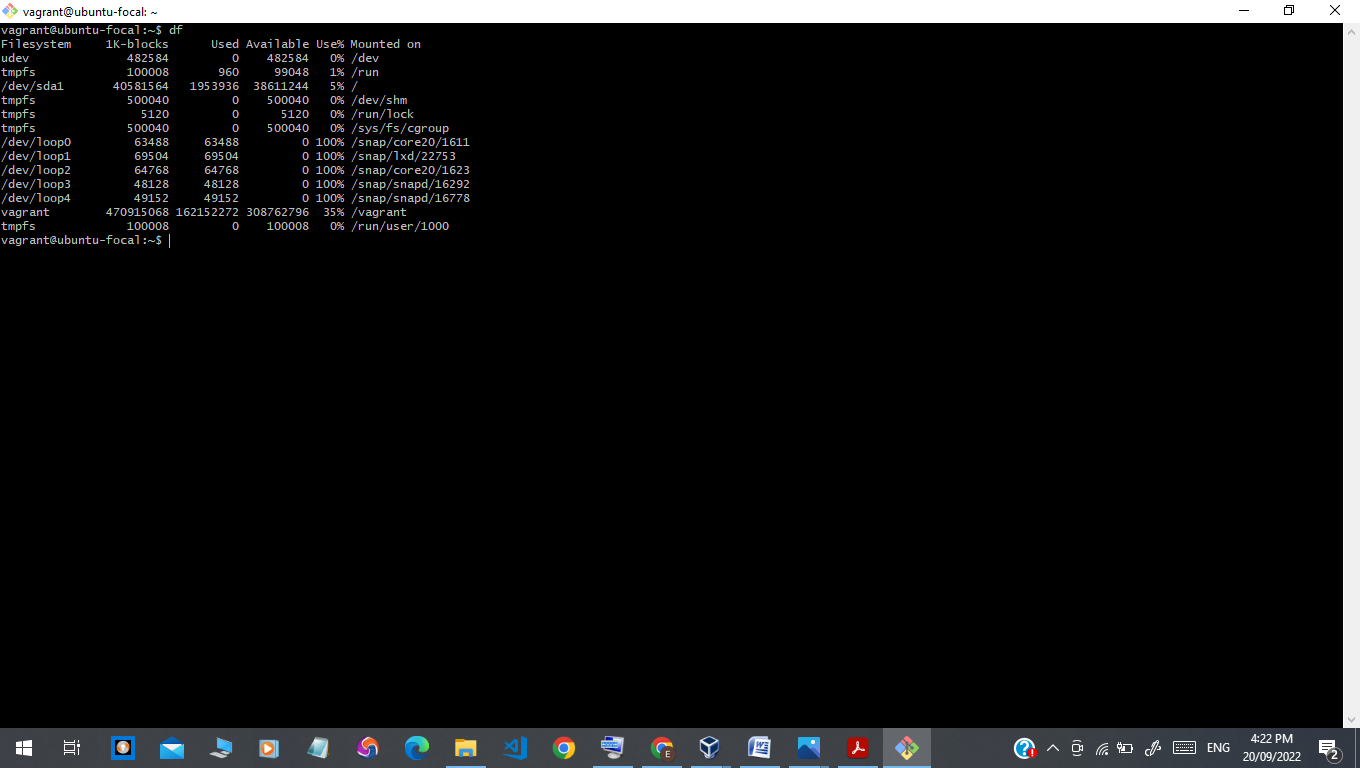 vagrant@ubuntu-focal: ~
vagrant@ubuntu-focal:~$ df
Filesystem     1K-blocks      Used Available Use% Mounted on
udev              482584         0    482584   0% /dev
tmpfs             100008       960     99048   1% /run
/dev/sda1       40581564   1953936  38611244   5% /
tmpfs             500040         0    500040   0% /dev/shm
tmpfs               5120         0      5120   0% /run/lock
tmpfs             500040         0    500040   0% /sys/fs/cgroup
/dev/loop0         63488     63488         0 100% /snap/core20/1611
/dev/loop1         69504     69504         0 100% /snap/lxd/22753
/dev/loop2         64768     64768         0 100% /snap/core20/1623
/dev/loop3         48128     48128         0 100% /snap/snapd/16292
/dev/loop4         49152     49152         0 100% /snap/snapd/16778
vagrant        470915068 162152272 308762796  35% /vagrant
tmpfs             100008         0    100008   0% /run/user/1000
vagrant@ubuntu-focal:~$
ENG
4:22 PM
20/09/2022
2